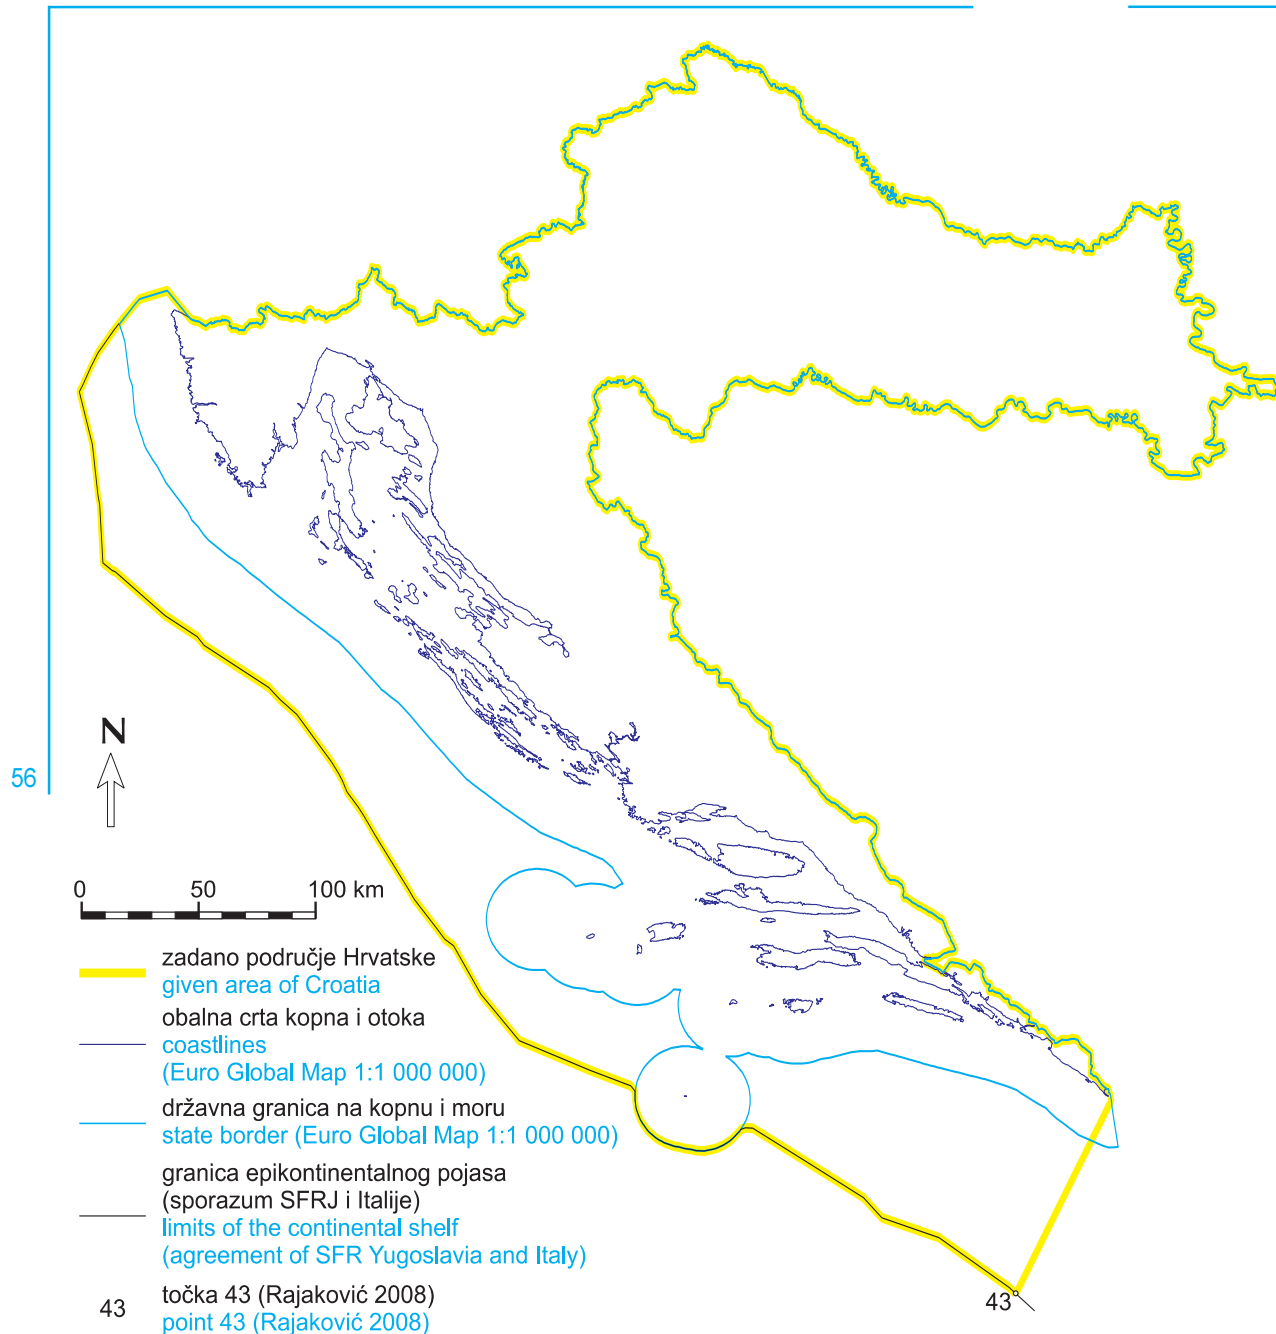 N
56
0 50 100 km
zadano područje Hrvatske
given area of Croatia
obalna crta kopna i otoka
coastlines
(Euro Global Map 1:1 000 000)
državna granica na kopnu i moru
state border (Euro Global Map 1:1 000 000)
granica epikontinentalnog pojasa
(sporazum SFRJ i Italije)
limits of the continental shelf
(agreement of SFR Yugoslavia and Italy)
43 točka 43 (Rajaković 2008)
point 43 (Rajaković 2008)
43